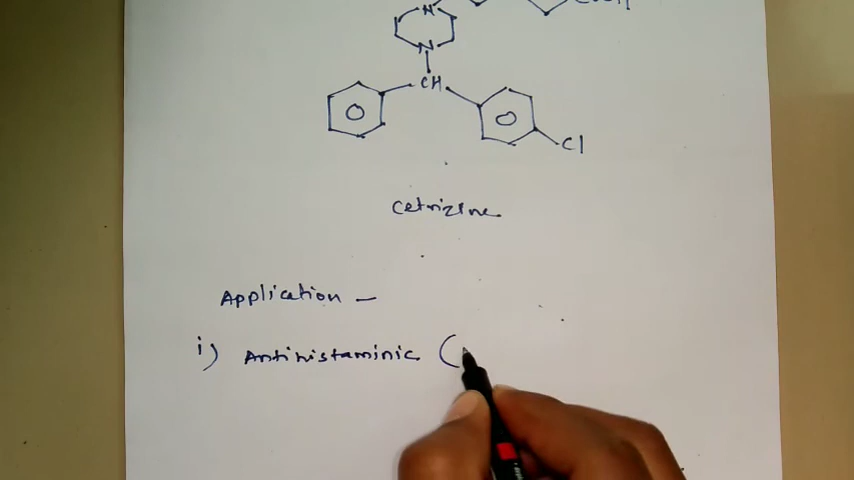 N
N
CH
Cl
Cetrizine
Application –
i) Antihistaminic (